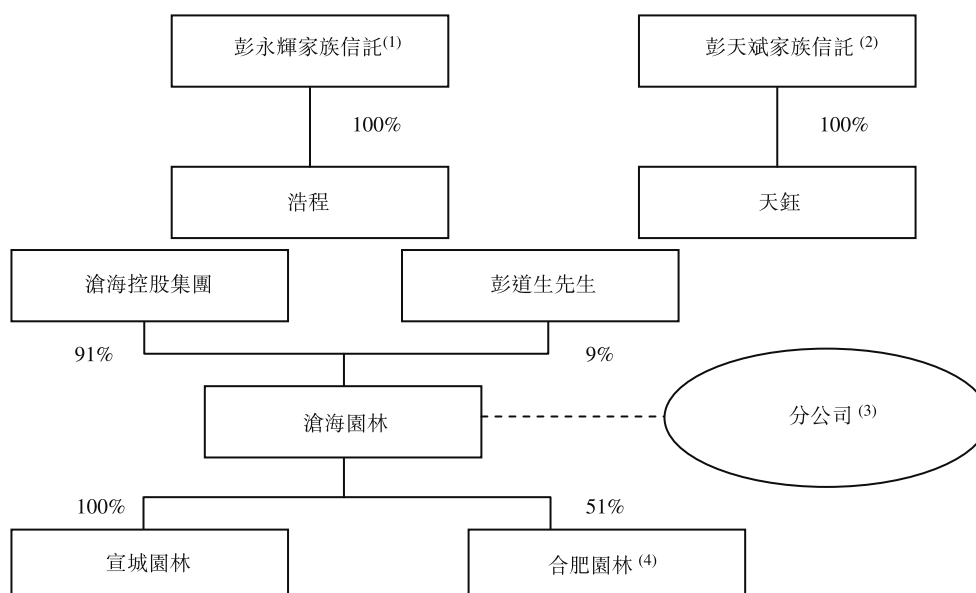 彭永輝家族信託(1)
彭天斌家族信託 (2)
100%
100%
浩程
天鈺
滄海控股集團
彭道生先生
91%
9%
滄海園林
分公司 (3)
100%
51%
宣城園林
合肥園林 (4)